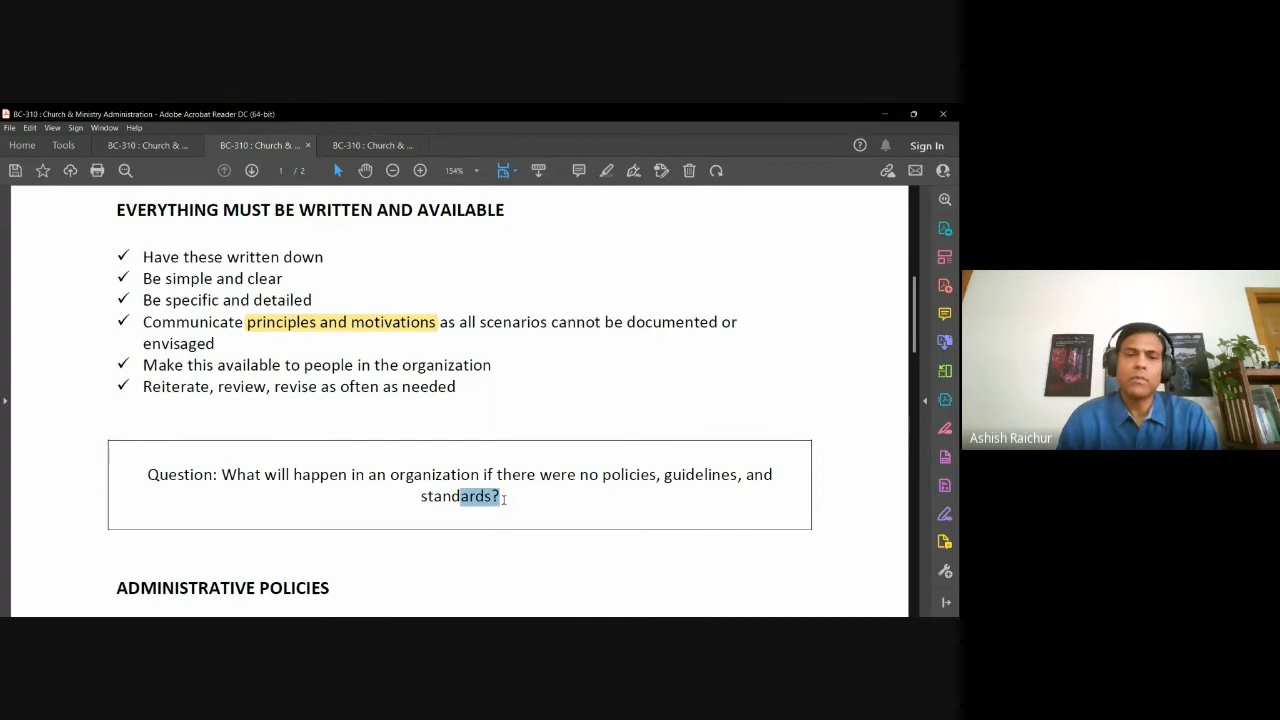 BC-310 : Church & Ministry Administration - Adobe Acrobat Reader DC (64-bit)
File Edit View Sign Window Help
Home Tools BC-310 : Church & ... BC-310 : Church & ... × BC-310 : Church & ... Sign In
1 / 2 154%
EVERYTHING MUST BE WRITTEN AND AVAILABLE
✓ Have these written down
✓ Be simple and clear
✓ Be specific and detailed
✓ Communicate principles and motivations as all scenarios cannot be documented or
envisaged
✓ Make this available to people in the organization
✓ Reiterate, review, revise as often as needed
Question: What will happen in an organization if there were no policies, guidelines, and
standards?
ADMINISTRATIVE POLICIES
Ashish Raichur